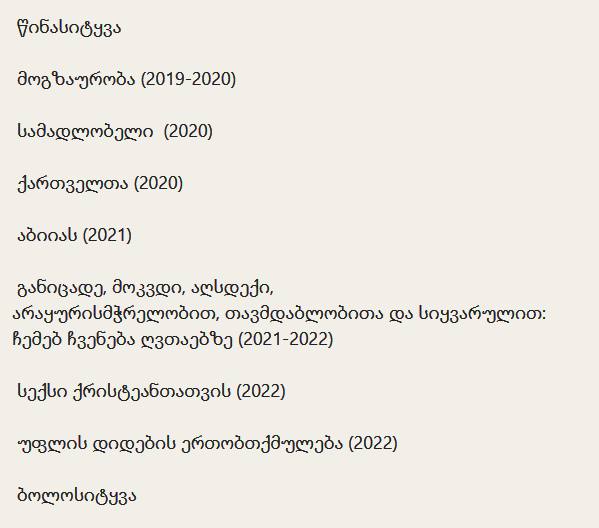 წინასიტყვა
მოგზაურობა (2019-2020)
სამადლობელი (2020)
ქართველთა (2020)
აბიიას (2021)
განიცადე, მოკვდი, აღსდექი,
არაყურისმჭრელობით, თავმდაბლობითა და სიყვარულით:
ჩემებ ჩვენება ღვთაებზე (2021-2022)
სექსი ქრისტეანთათვის (2022)
უფლის დიდების ერთობთქმულება (2022)
ბოლოსიტყვა